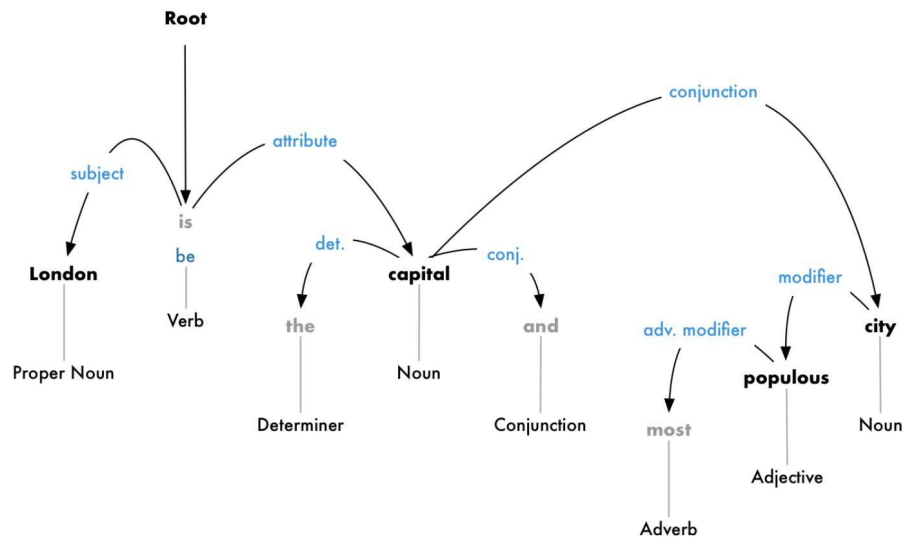 Root
conjunction
attribute
subject
is
det.
conj.
be
London
capital
modifier
Verb
the
and
adv. modifier
city
Proper Noun
Noun
populous
Determiner
Conjunction
most
Noun
Adjective
Adverb